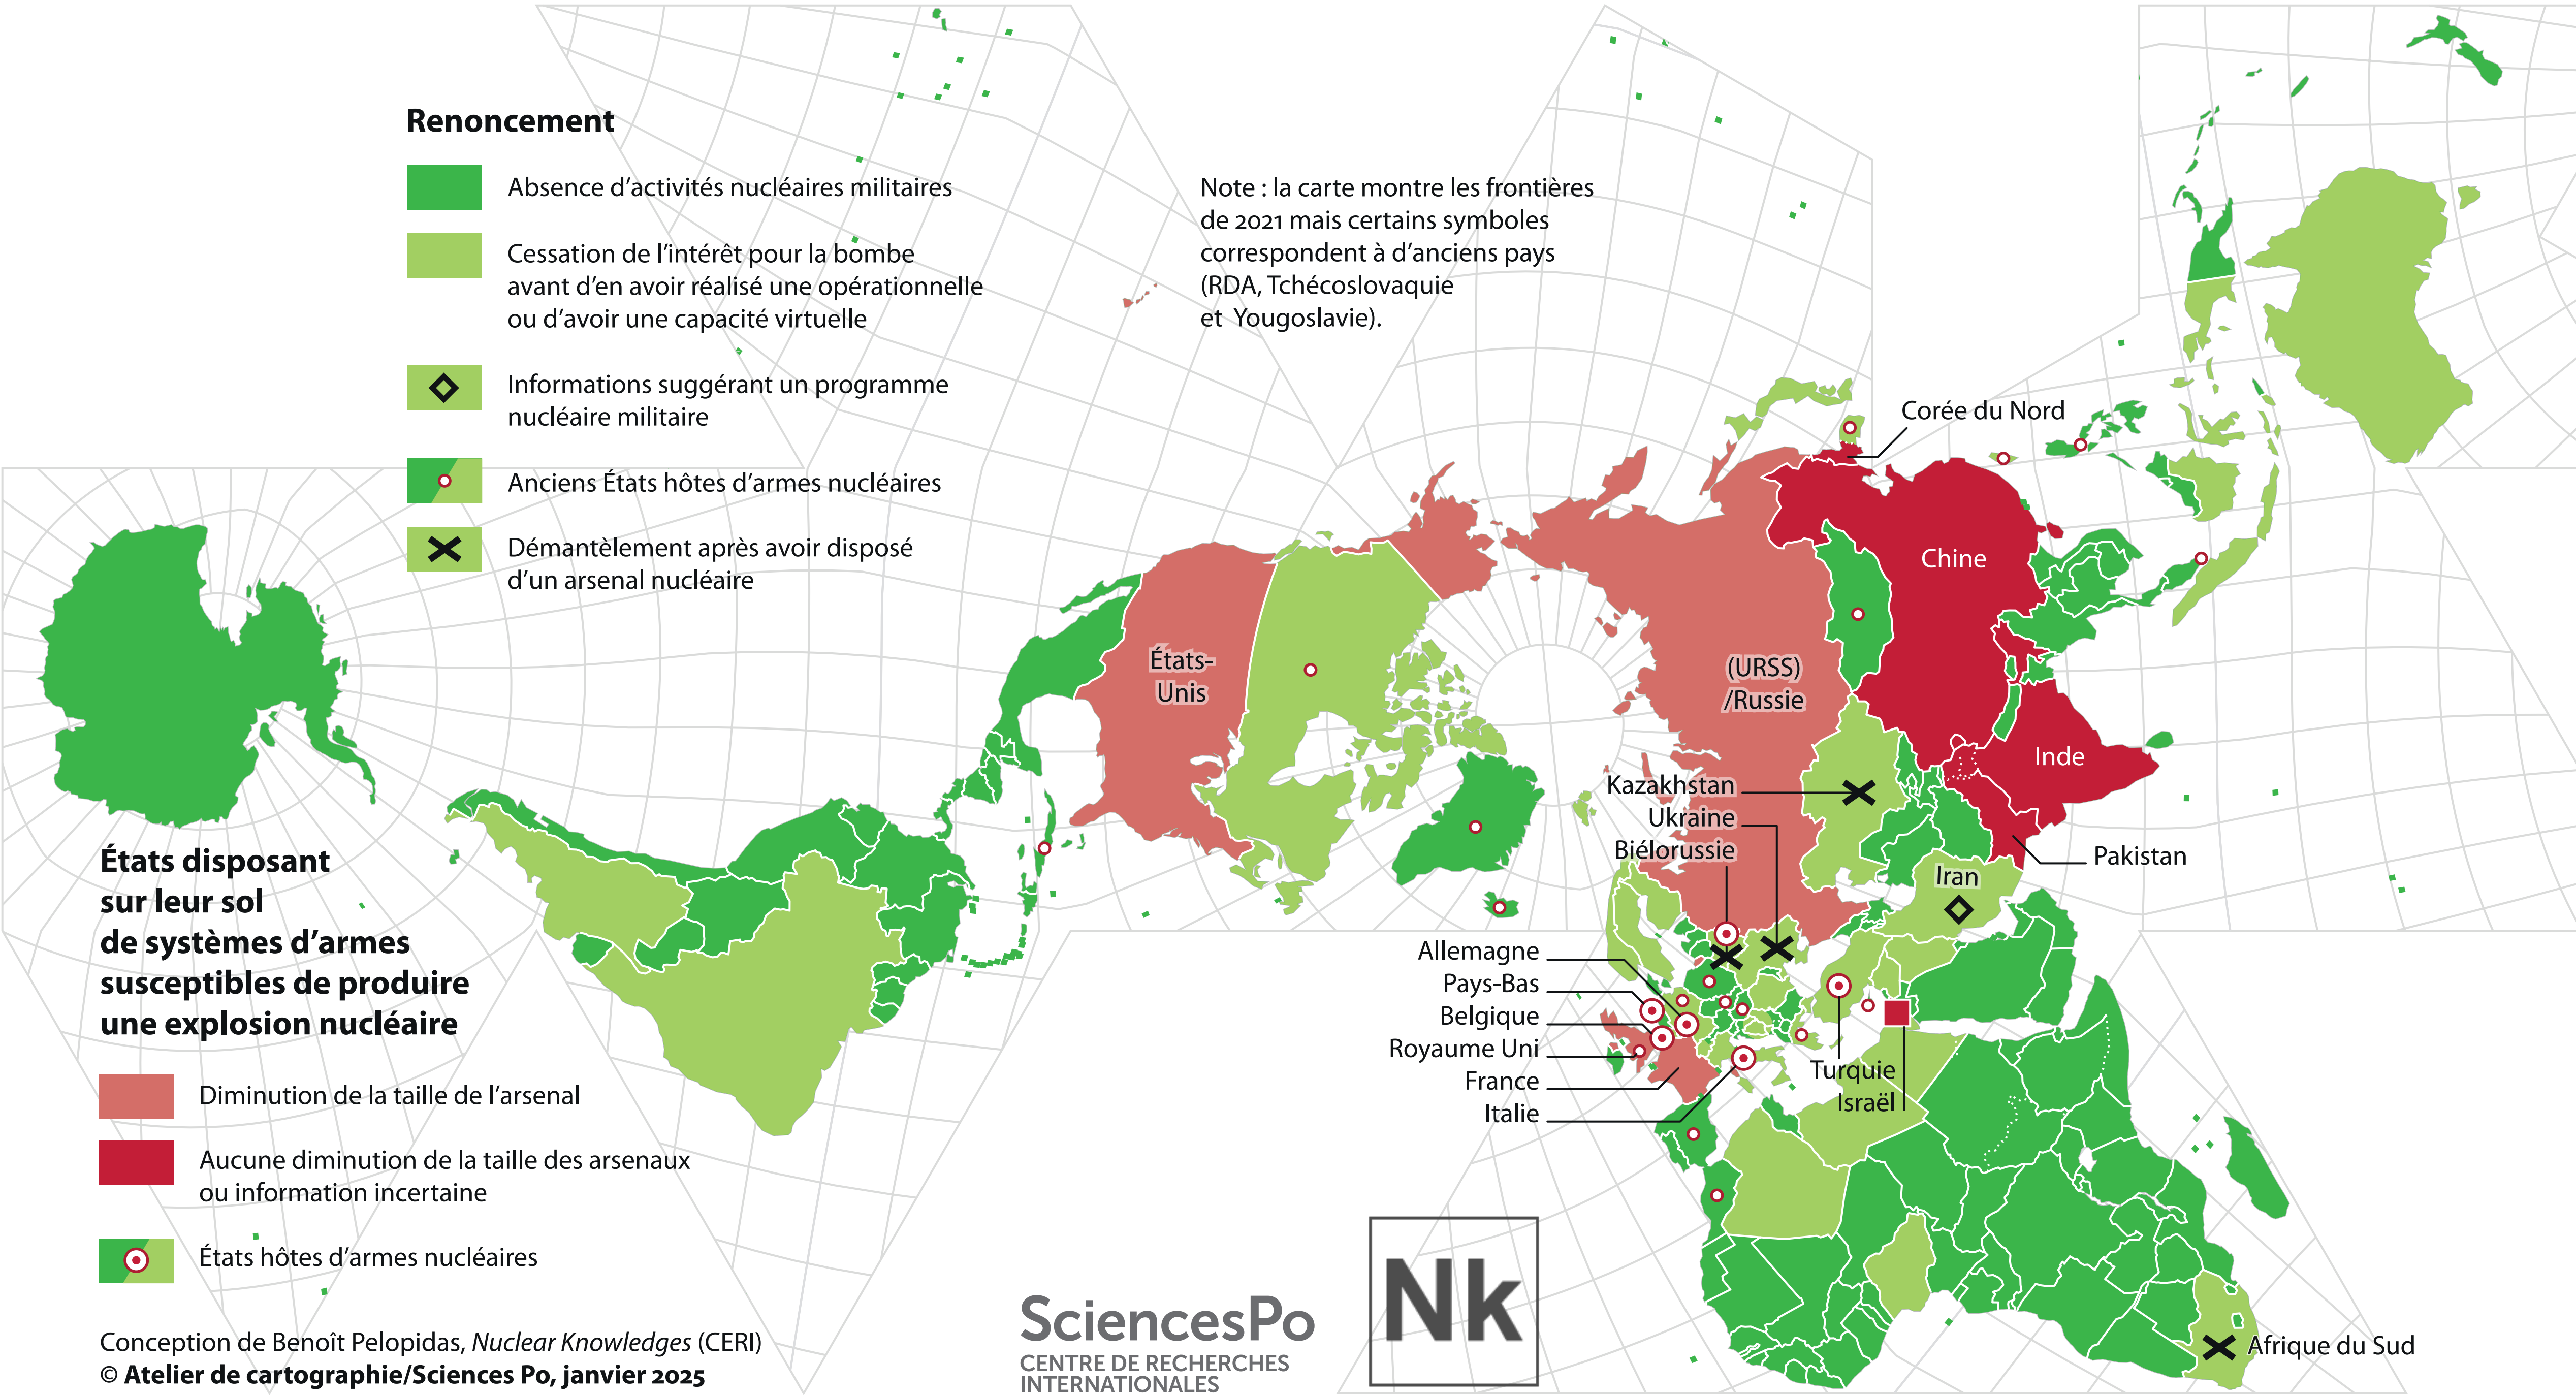 Renoncement
Absence d’activités nucléaires militaires
Cessation de l’intérêt pour la bombe
avant d’en avoir réalisé une opérationnelle
ou d’avoir une capacité virtuelle
Informations suggérant un programme
nucléaire militaire
Anciens États hôtes d’armes nucléaires
Démantèlement après avoir disposé
d’un arsenal nucléaire
Note : la carte montre les frontières
de 2021 mais certains symboles
correspondent à d’anciens pays
(RDA, Tchécoslovaquie
et Yougoslavie).
Corée du Nord
Chine
États-
Unis
(URSS)
/Russie
Inde
Kazakhstan
Ukraine
Biélorussie
Pakistan
Iran
Allemagne
Pays-Bas
Belgique
Royaume Uni
France
Italie
Turquie
Israël
Afrique du Sud
États disposant
sur leur sol
de systèmes d’armes
susceptibles de produire
une explosion nucléaire
Diminution de la taille de l’arsenal
Aucune diminution de la taille des arsenaux
ou information incertaine
États hôtes d’armes nucléaires
Conception de Benoît Pelopidas, Nuclear Knowledges (CERI)
© Atelier de cartographie/Sciences Po, janvier 2025
SciencesPo
CENTRE DE RECHERCHES
INTERNATIONALES
Nk